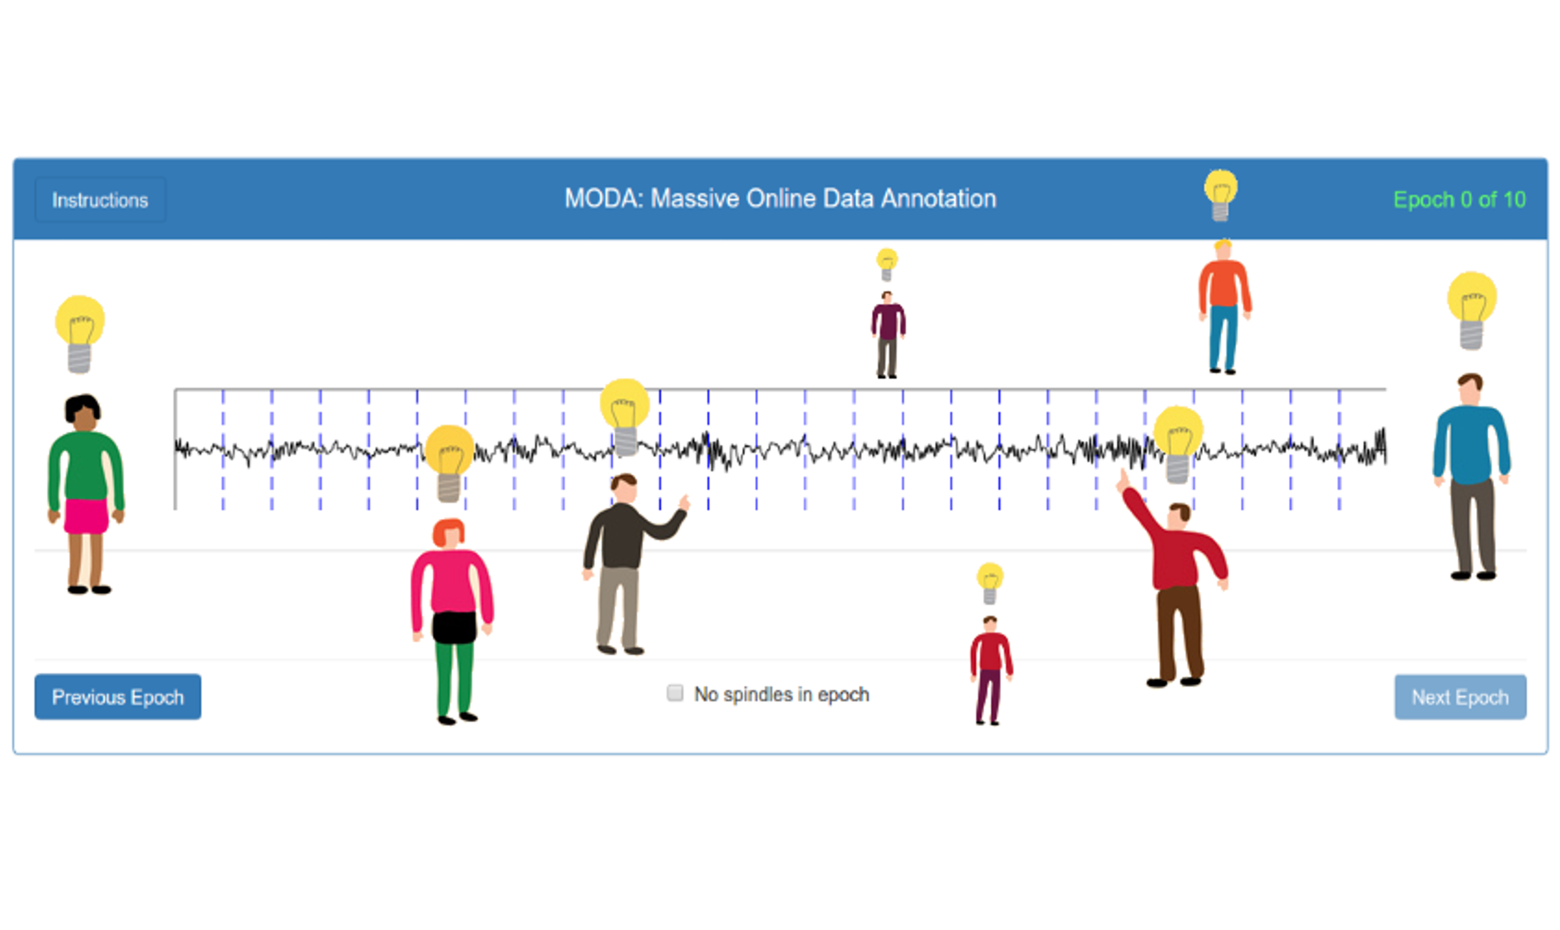 Instructions
MODA: Massive Online Data Annotation
Epoch 0 of 10
Previous Epoch
No spindles in epoch
Next Epoch